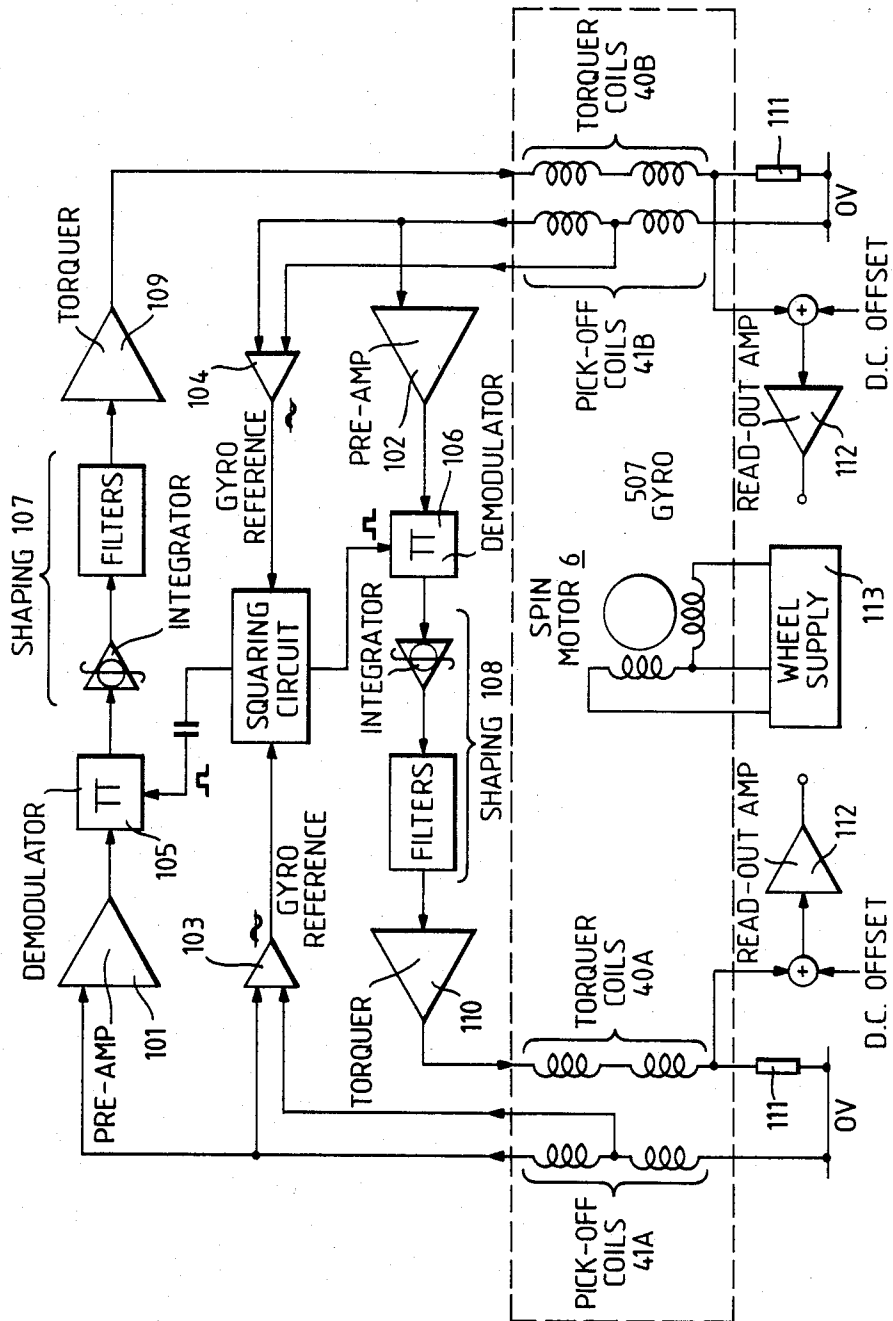 SHAPING 107
DEMODULATOR
INTEGRATOR
FILTERS
TORQUER
109
PRE-AMP
101
105
103
GYRO
REFERENCE
SQUARING
CIRCUIT
GYRO
REFERENCE
104
PRE-AMP
102
106
DEMODULATOR
INTEGRATOR
SHAPING 108
FILTERS
TORQUER
110
PICK-OFF
COILS
41A
TORQUER
COILS
40A
SPIN
MOTOR 6
507
GYRO
PICK-OFF
COILS
41B
TORQUER
COILS
40B
111
0V
READ-OUT AMP
112
D.C. OFFSET
WHEEL
SUPPLY
113
READ-OUT AMP
112
D.C. OFFSET
111
0V